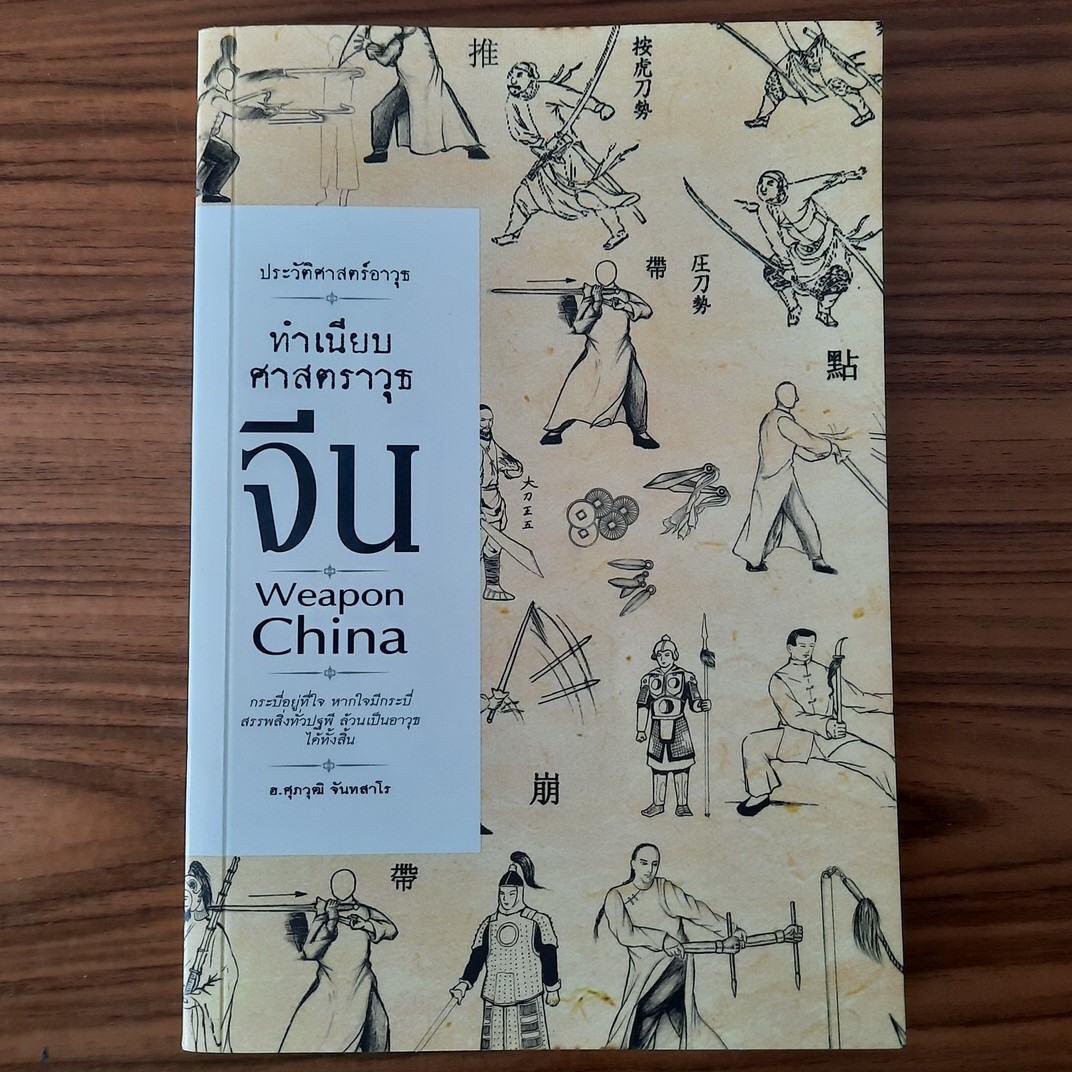 推
按虎刀勢
帶
圧刀勢
點
ประวัติศาสตร์อาวุธ
ทำเนียบ
ศาสตราวุธ
จีน
Weapon
China
กระบี่อยู่ที่ใจ หากใจมีกระบี่
สรรพสิ่งทั่วปฐพี ล้วนเป็นอาวุธ
ได้ทั้งสิ้น
ฮ.ศุภวุฒิ จันทสาโร
大刀王五
崩
帶